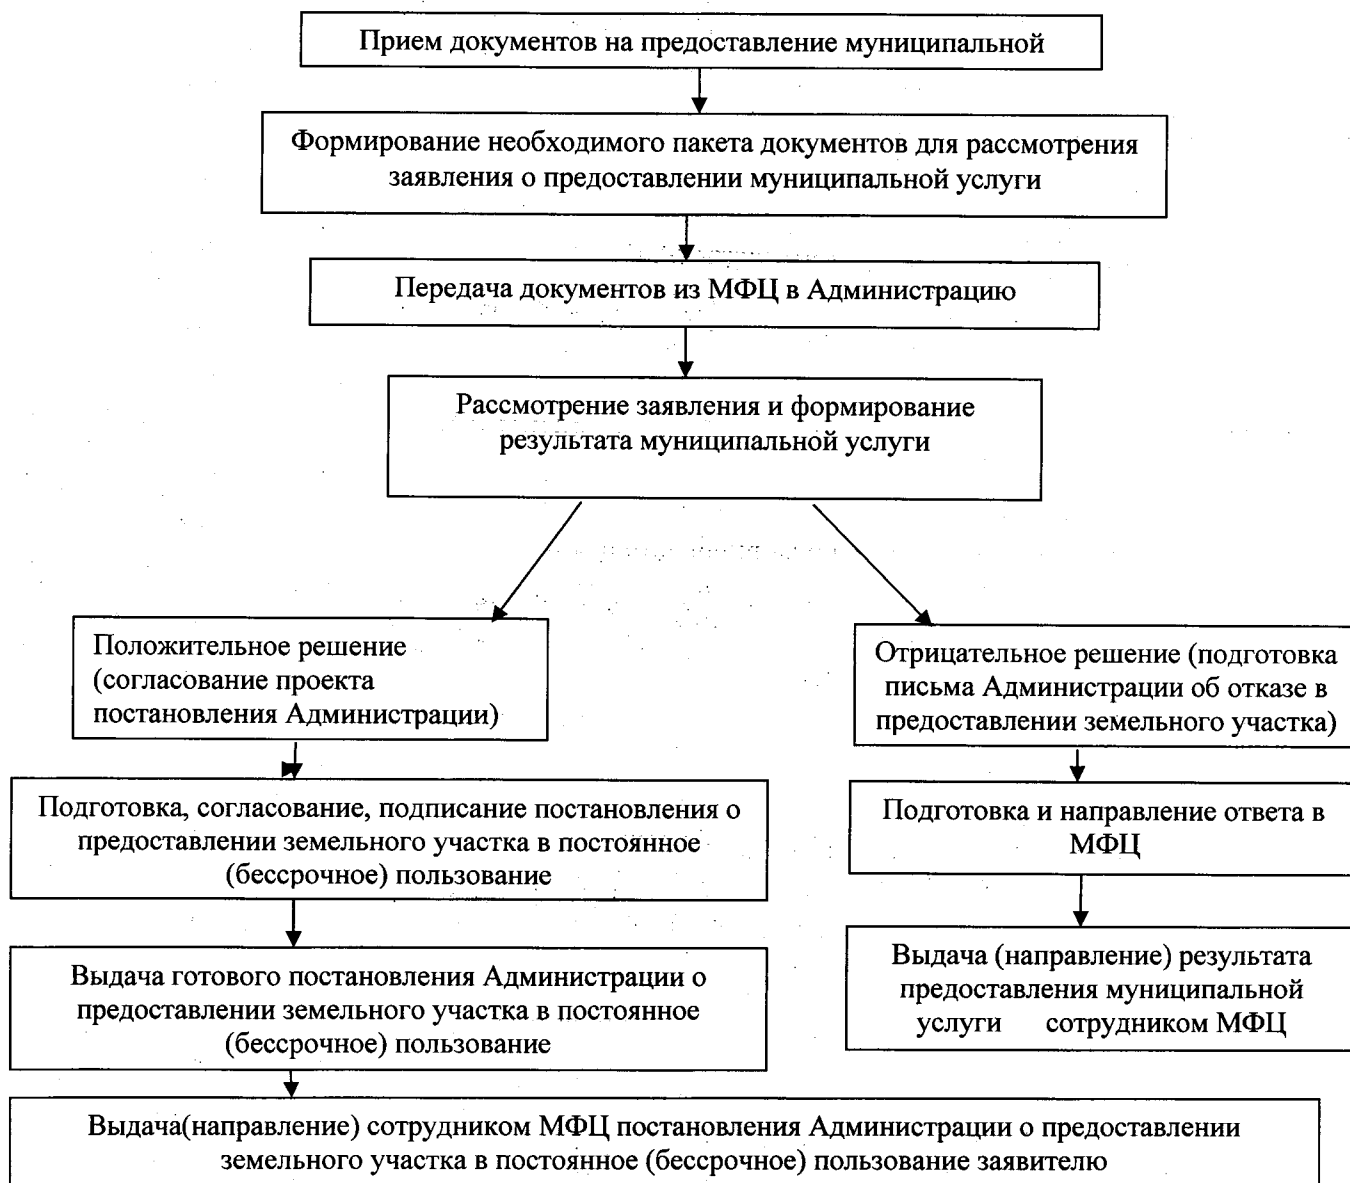 Прием документов на предоставление муниципальной
Формирование необходимого пакета документов для рассмотрения
заявления о предоставлении муниципальной услуги
Передача документов из МФЦ в Администрацию
Рассмотрение заявления и формирование
результата муниципальной услуги
Положительное решение
(согласование проекта
постановления Администрации)
Отрицательное решение (подготовка
письма Администрации об отказе в
предоставлении земельного участка)
Подготовка, согласование, подписание постановления о
предоставлении земельного участка в постоянное
(бессрочное) пользование
Подготовка и направление ответа в
МФЦ
Выдача готового постановления Администрации о
предоставлении земельного участка в постоянное
(бессрочное) пользование
Выдача (направление) результата
предоставления муниципальной
услуги сотрудником МФЦ
Выдача(направление) сотрудником МФЦ постановления Администрации о предоставлении
земельного участка в постоянное (бессрочное) пользование заявителю